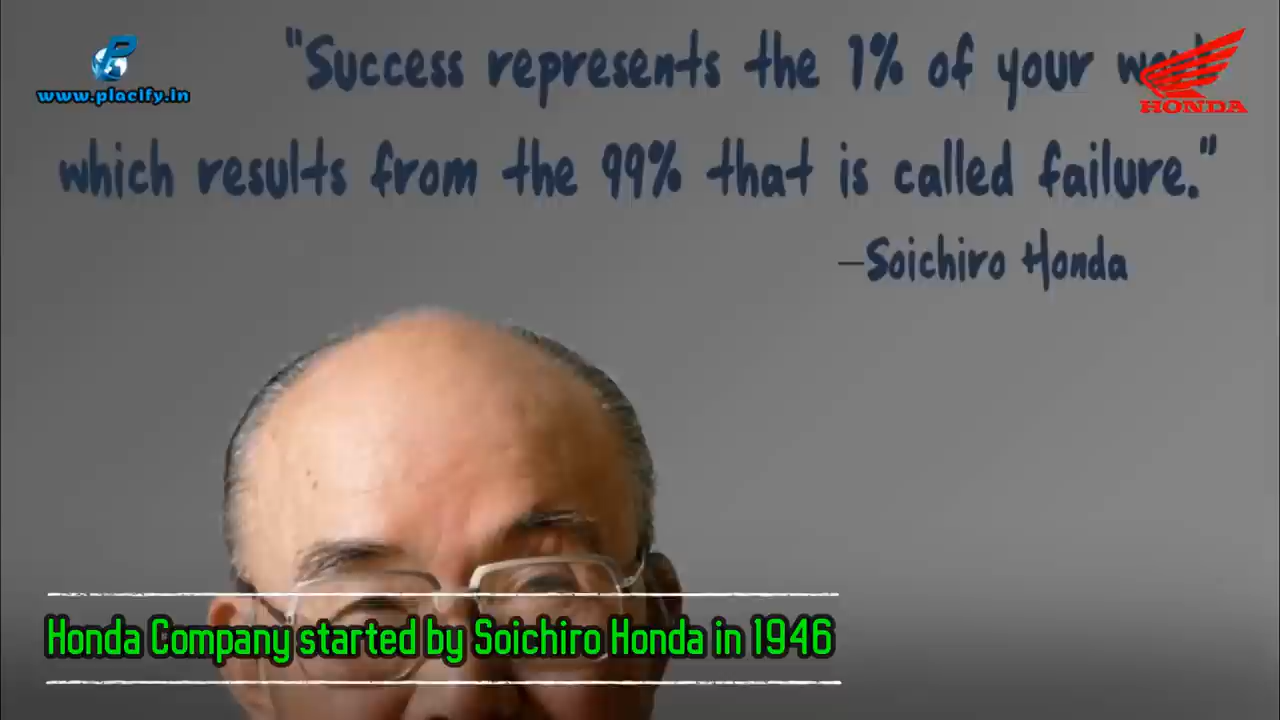 "Success represents the 1% of your
which results from the 99% that is called failure."
–Soichiro Honda
www.placify.in
HONDA
Honda Company started by Soichiro Honda in 1946